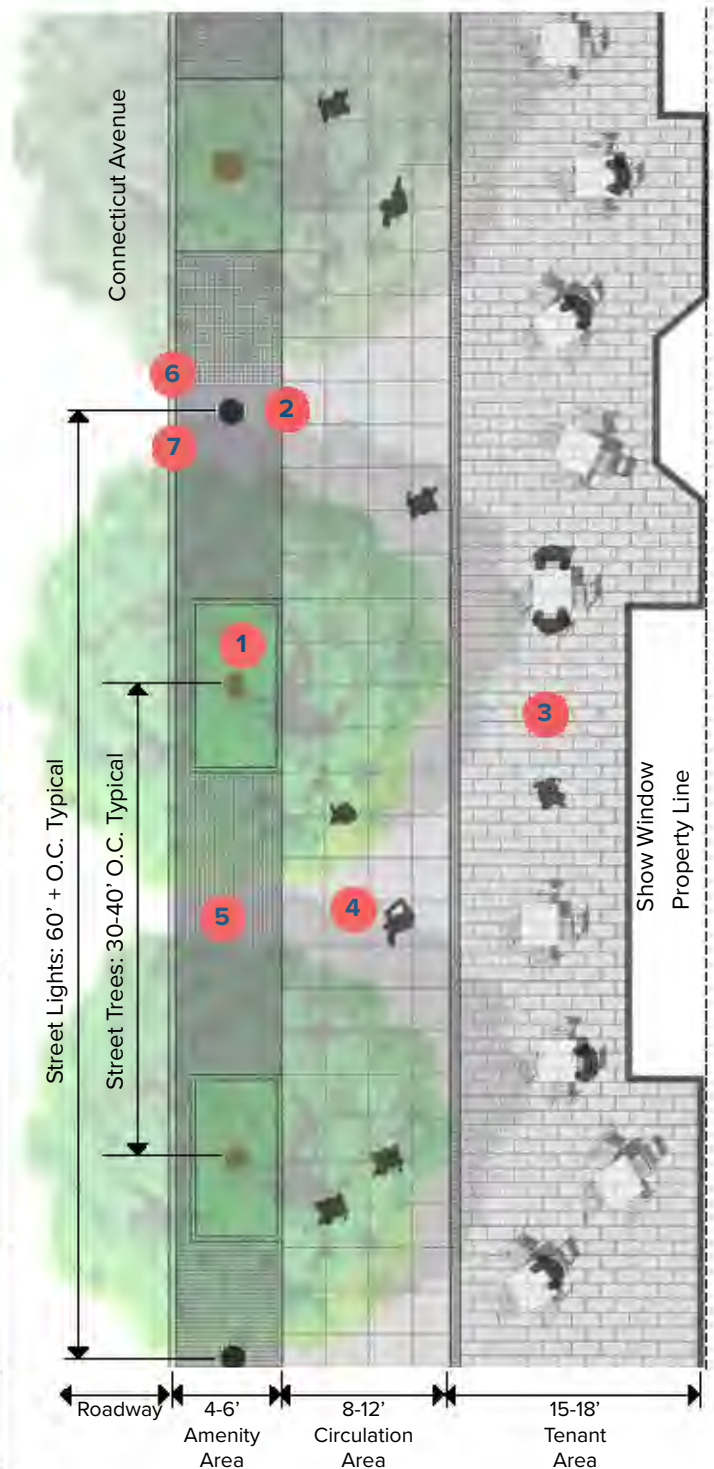 Connecticut Avenue
6
2
7
1
3
Street Lights: 60’ + O.C. Typical
Street Trees: 30-40’ O.C. Typical
Show Window
Property Line
4
5
Roadway
4-6’
Amenity
Area
8-12’
Circulation
Area
15-18’
Tenant
Area